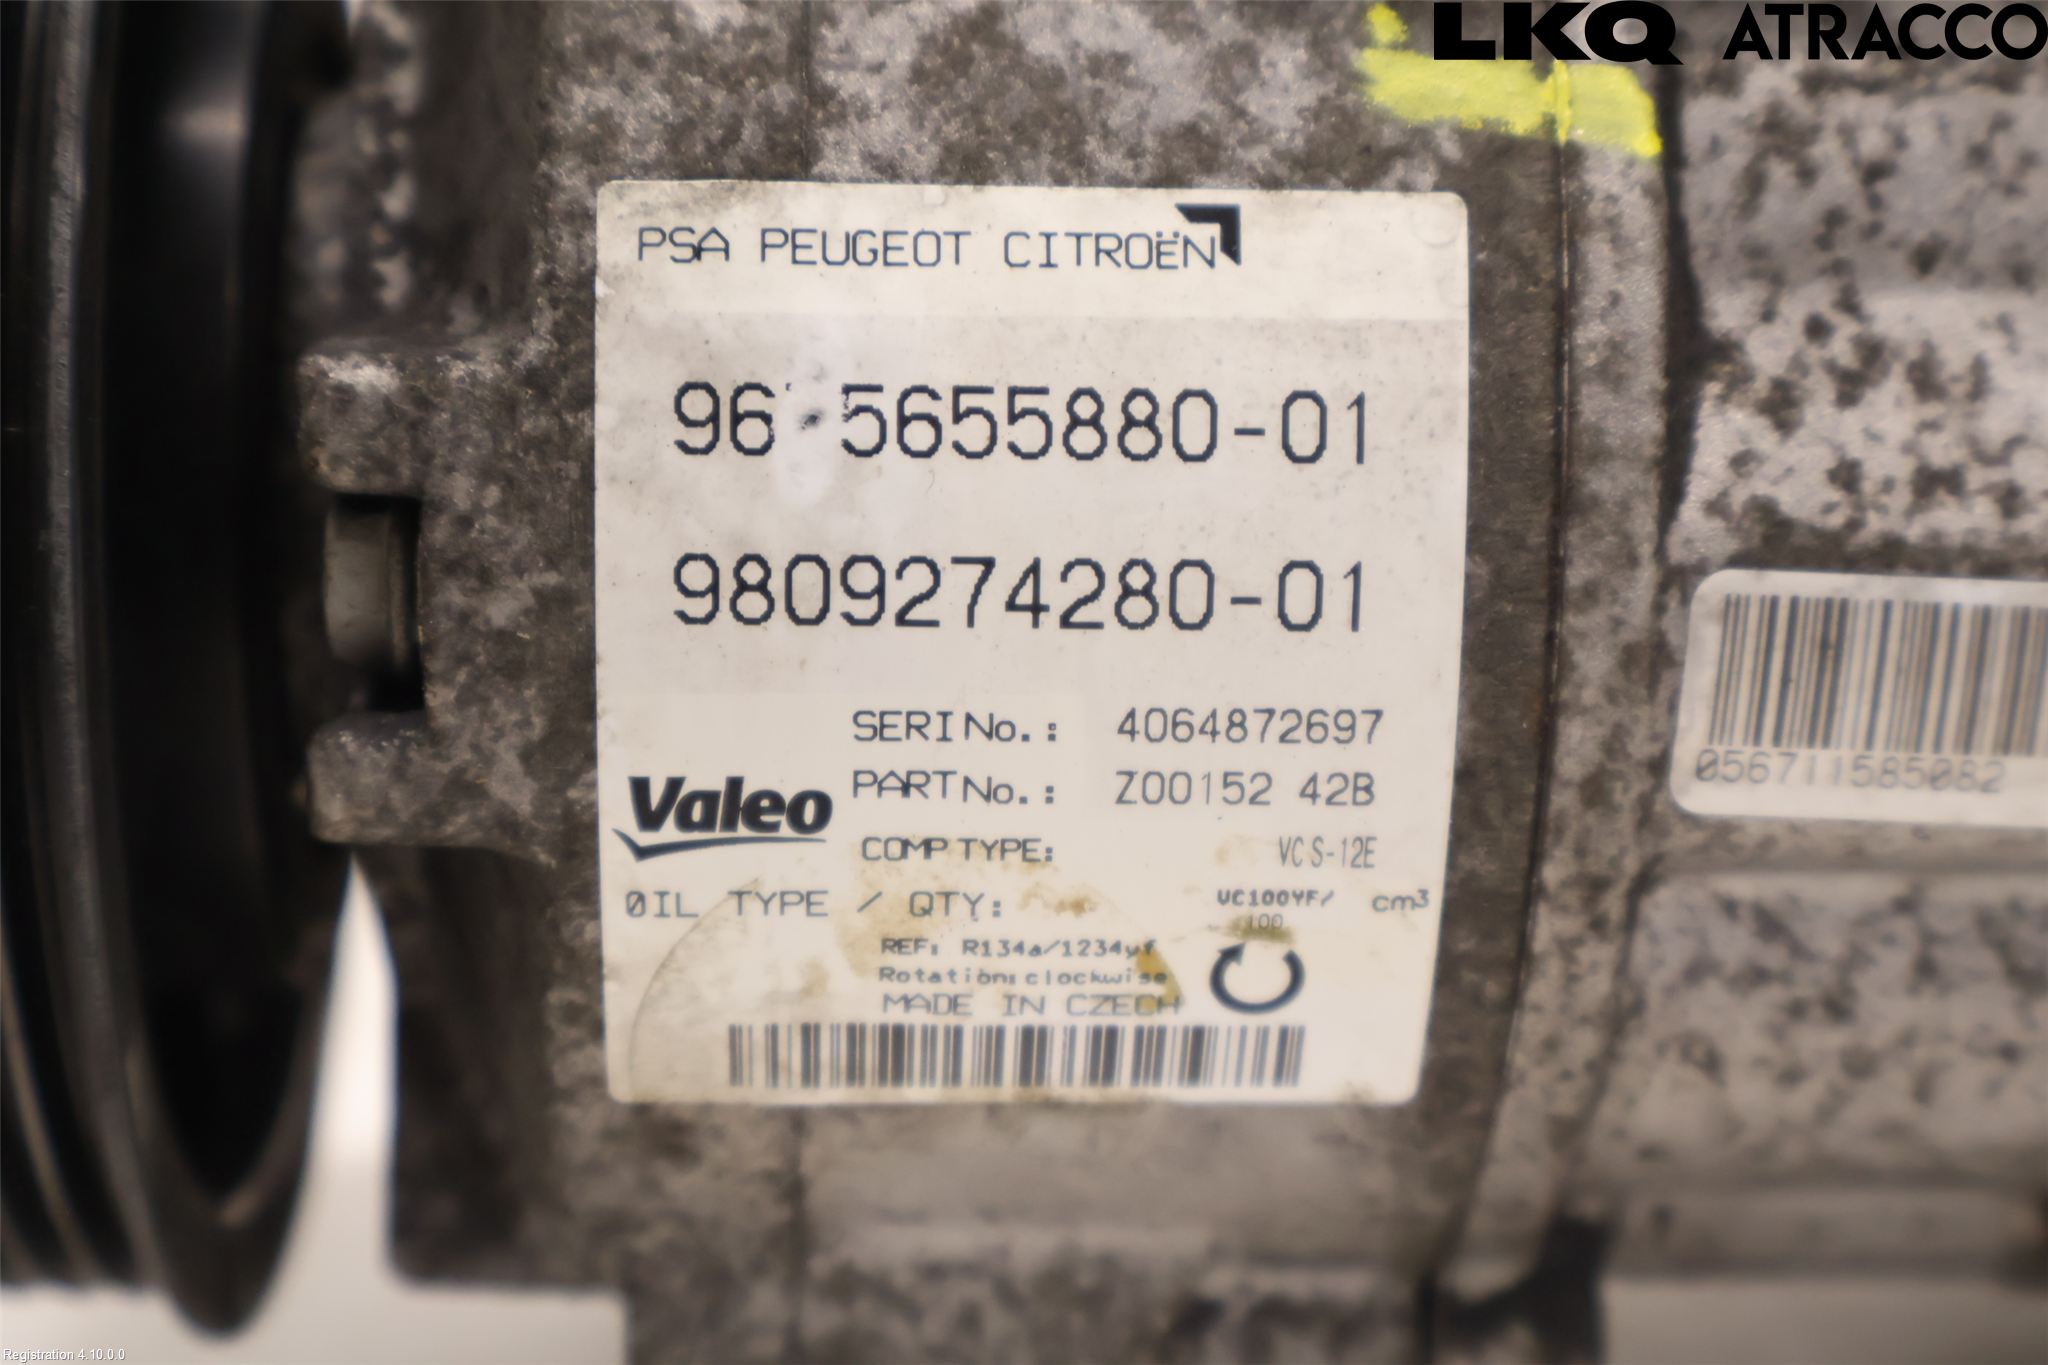 LKQ ATRACCO
PSA PEUGEOT CITROËN
96 5655880-01
9809274280-01
SERI No.: 4064872697
PART No.: Z00152 42B
Valeo
COMP TYPE: VCS-12E
OIL TYPE / QTY: VC100YF/ cm3
100
REF: R134a/1234yf
Rotation:clockwise
MADE IN CZECH
056711585082
Registration 4.10.0.0